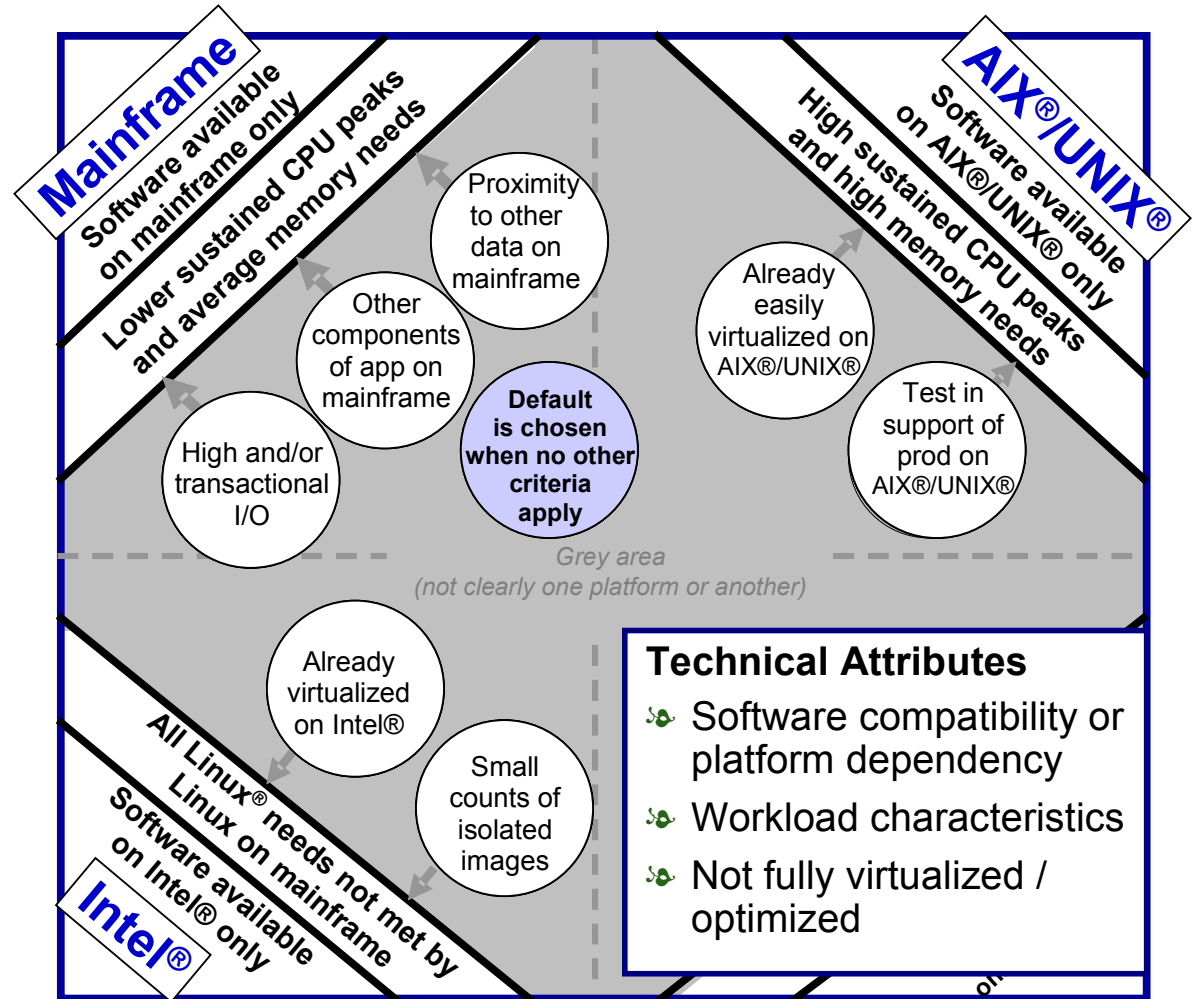 Mainframe
Software available
on mainframe only
Lower sustained CPU peaks
and average memory needs
AIX®/UNIX®
Software available
on AIX®/UNIX® only
High sustained CPU peaks
and high memory needs
Proximity
to other
data on
mainframe
Other
components
of app on
mainframe
High and/or
transactional
I/O
Default
is chosen
when no other
criteria
apply
Already
easily
virtualized on
AIX®/UNIX®
Test in
support of
prod on
AIX®/UNIX®
Grey area
(not clearly one platform or another)
Already
virtualized
on Intel®
Small
counts of
isolated
images
All Linux® needs not met by
Linux on mainframe
Software available
on Intel® only
Intel®
Technical Attributes
Software compatibility or
platform dependency
Workload characteristics
Not fully virtualized /
optimized
on